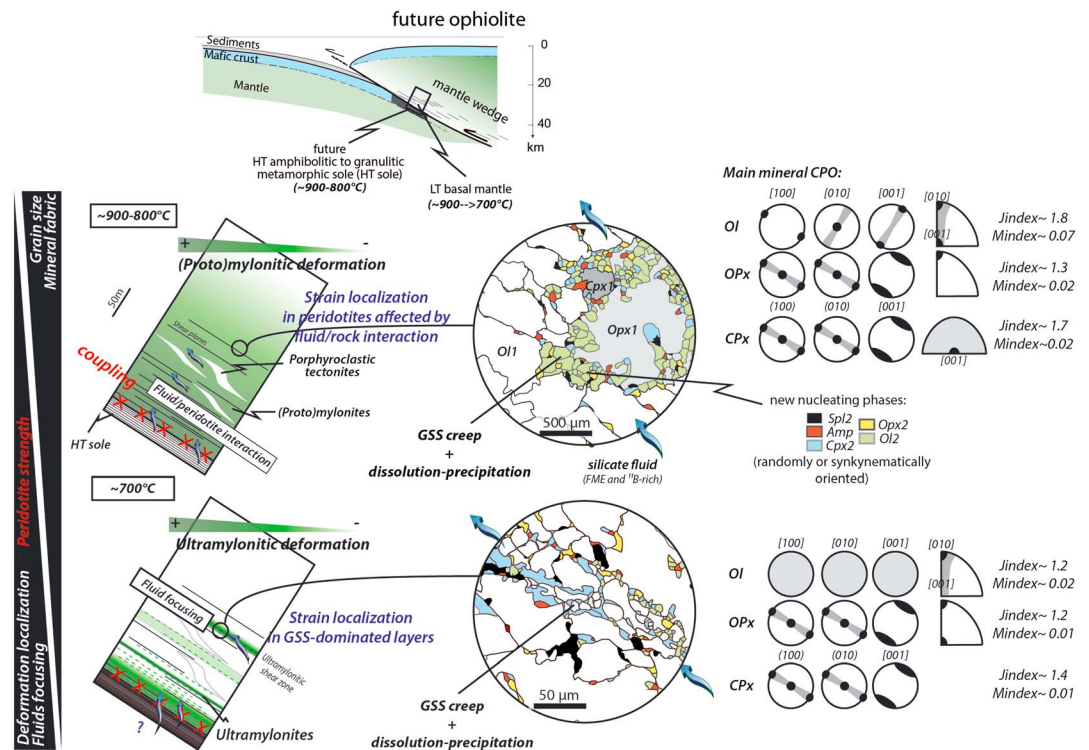 future ophiolite
Sediments
Mafic crust
Mantle
mantle wedge
0
20
40
km
future
HT amphibolitic to granulitic
metamorphic sole (HT sole)
(~900-800°C)
LT basal mantle
(~900-->700°C)
Grain size
Mineral fabric
Peridotite strength
Deformation localization
Fluids focusing
~900-800°C
+
-
(Proto)mylonitic deformation
50m
Strain localization
in peridotites affected by
fluid/rock interaction
Shear planes
Porphyroclastic
tectonites
coupling
(Proto)mylonites
Fluid/peridotite interaction
HT sole
Cpx1
Opx1
Ol1
500 µm
GSS creep
+
dissolution-precipitation
silicate fluid
(FME and ¹¹B-rich)
new nucleating phases:
Spl2
Amp
Cpx2
Opx2
Ol2
(randomly or synkynematically
oriented)
Main mineral CPO:
[100] [010] [001] [010]
Ol
[001]
Jindex~ 1.8
Mindex~ 0.07
OPx
Jindex~ 1.3
Mindex~ 0.02
(100) (010) [001]
CPx
[001]
Jindex~ 1.7
Mindex~0.02
~700°C
+
-
Ultramylonitic deformation
Fluid focusing
Strain localization
in GSS-dominated layers
Ultramylonitic
shear zone
?
Ultramylonites
50 µm
GSS creep
+
dissolution-precipitation
[100] [010] [001] [010]
Ol
[001]
Jindex~ 1.2
Mindex~ 0.02
OPx
Jindex~ 1.2
Mindex~ 0.01
(100) (010) [001]
CPx
Jindex~ 1.4
Mindex~ 0.01